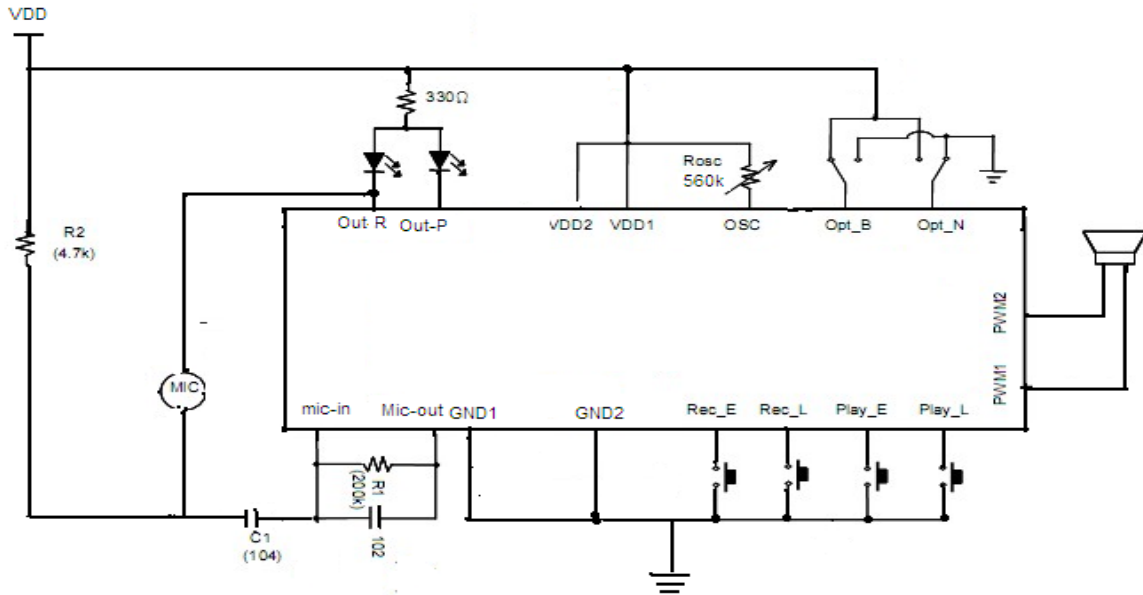 VDD
330Ω
Rosc
560k
R2
(4.7k)
Out-R
Out-P
VDD2
VDD1
OSC
Opt_B
Opt_N
PWM2
PWM1
MIC
mic-in
Mic-out
GND1
GND2
Rec_E
Rec_L
Play_E
Play_L
R1
(200k)
C1
(104)
102